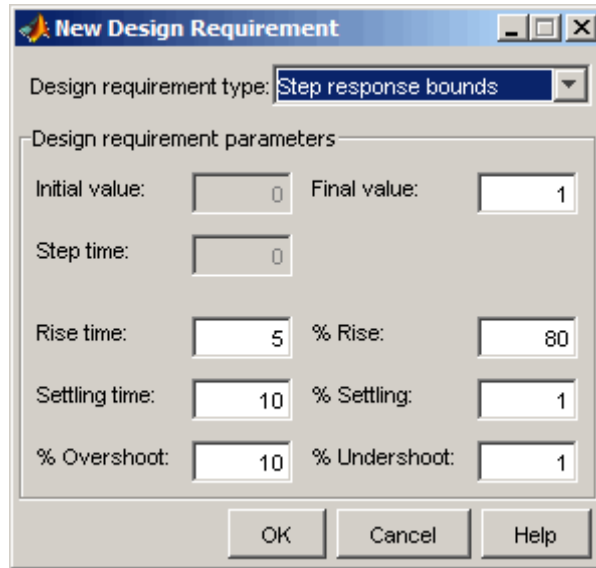 New Design Requirement
Design requirement type: Step response bounds
Design requirement parameters
Initial value: 0 Final value: 1
Step time: 0
Rise time: 5 % Rise: 80
Settling time: 10 % Settling: 1
% Overshoot: 10 % Undershoot: 1
OK Cancel Help